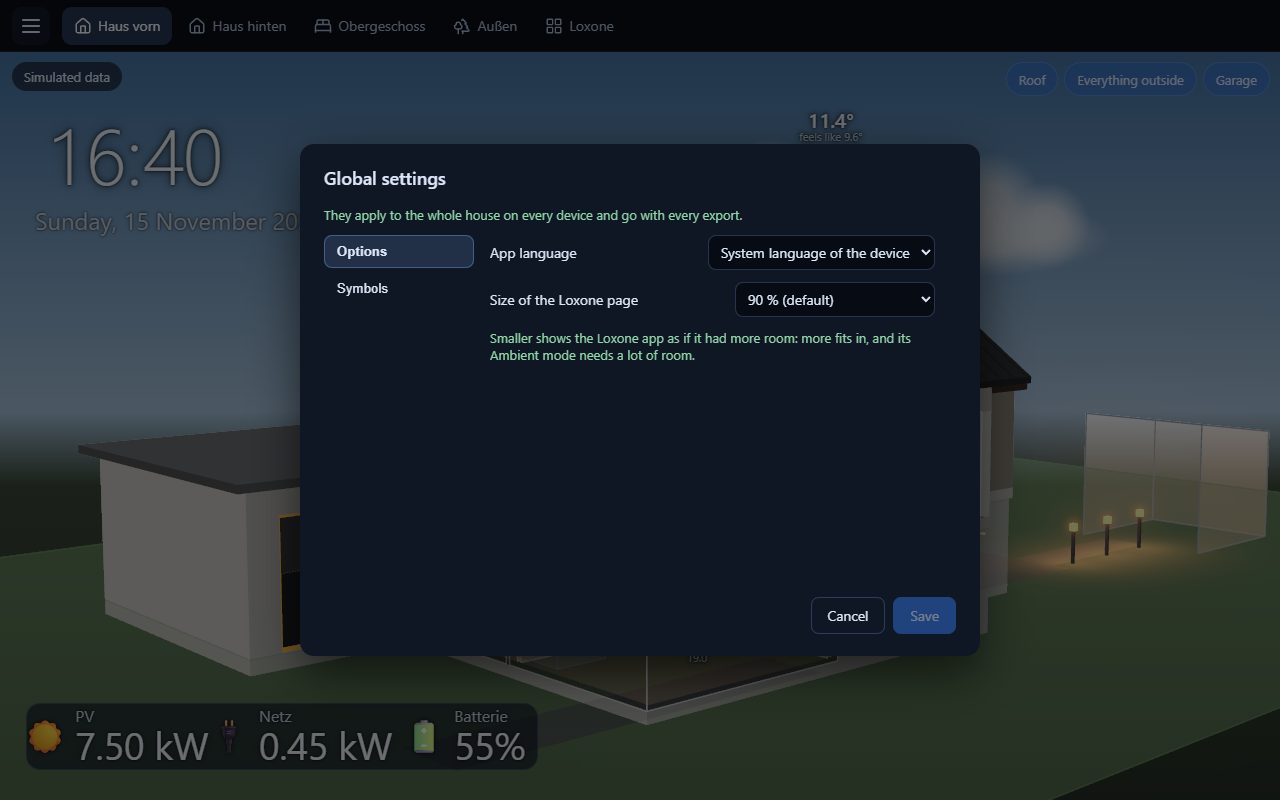 Haus vorn
Haus hinten
Obergeschoss
Außen
Loxone
Simulated data
Roof
Everything outside
Garage
16:40
11.4°
feels like 9.6°
Sunday, 15 November 20
Global settings
They apply to the whole house on every device and go with every export.
Options
App language
System language of the device
Symbols
Size of the Loxone page
90 % (default)
Smaller shows the Loxone app as if it had more room: more fits in, and its
Ambient mode needs a lot of room.
Cancel
Save
PV
7.50 kW
Netz
0.45 kW
Batterie
55%